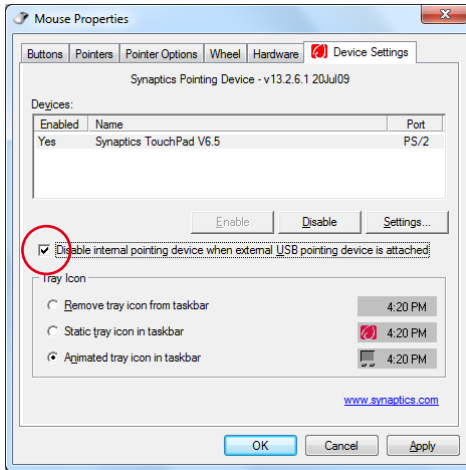 Mouse Properties
Buttons Pointers Pointer Options Wheel Hardware Device Settings
Synaptics Pointing Device - v13.2.6.1 20Jul09
Devices:
Enabled Name Port
Yes Synaptics TouchPad V6.5 PS/2
Enable Disable Settings...
Disable internal pointing device when external USB pointing device is attached
Tray Icon
Remove tray icon from taskbar 4:20 PM
Static tray icon in taskbar 4:20 PM
Animated tray icon in taskbar 4:20 PM
www.synaptics.com
OK Cancel Apply